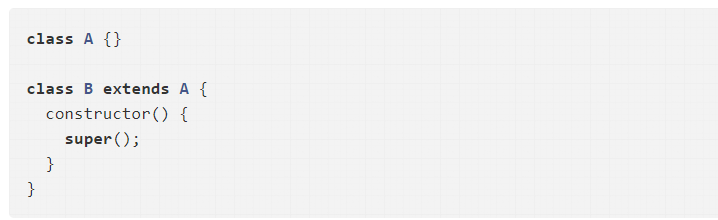 class A {}
class B extends A {
constructor() {
super();
}
}